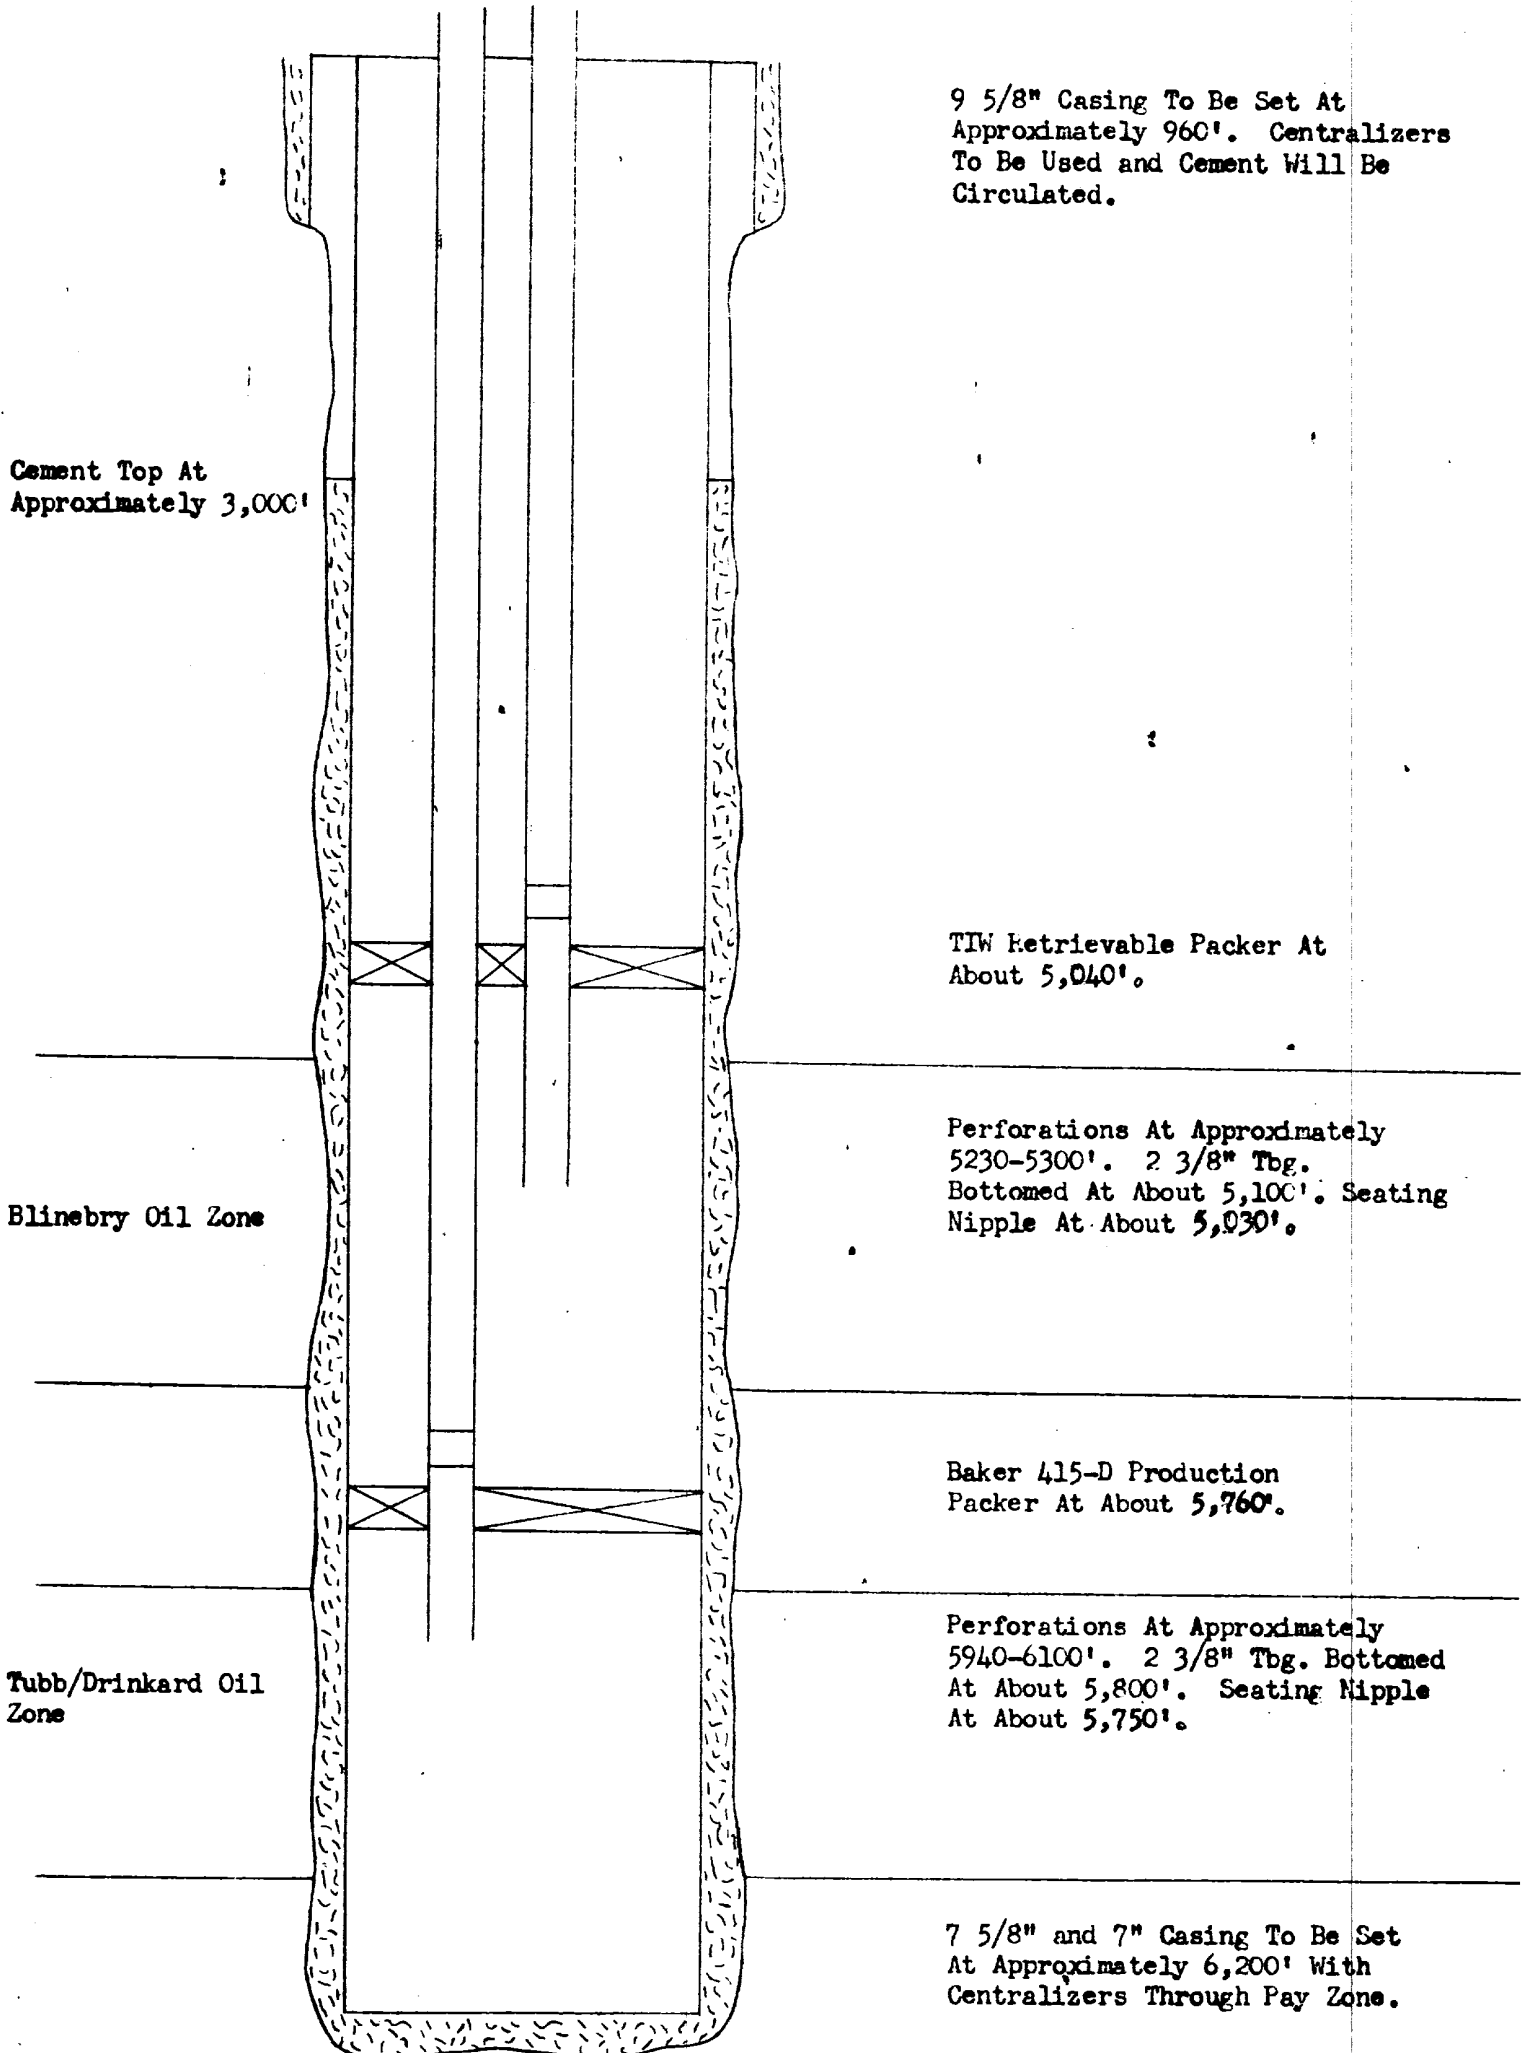 9 5/8" Casing To Be Set At
Approximately 960'. Centralizers
To Be Used and Cement Will Be
Circulated.
Cement Top At
Approximately 3,000'
TIW Retrievable Packer At
About 5,040'.
Perforations At Approximately
5230-5300'. 2 3/8" Tbg.
Bottomed At About 5,100'. Seating
Nipple At About 5,030'.
Blinebry Oil Zone
Baker 415-D Production
Packer At About 5,760'.
Perforations At Approximately
5940-6100'. 2 3/8" Tbg. Bottomed
At About 5,800'. Seating Nipple
At About 5,750'.
Tubb/Drinkard Oil
Zone
7 5/8" and 7" Casing To Be Set
At Approximately 6,200' With
Centralizers Through Pay Zone.